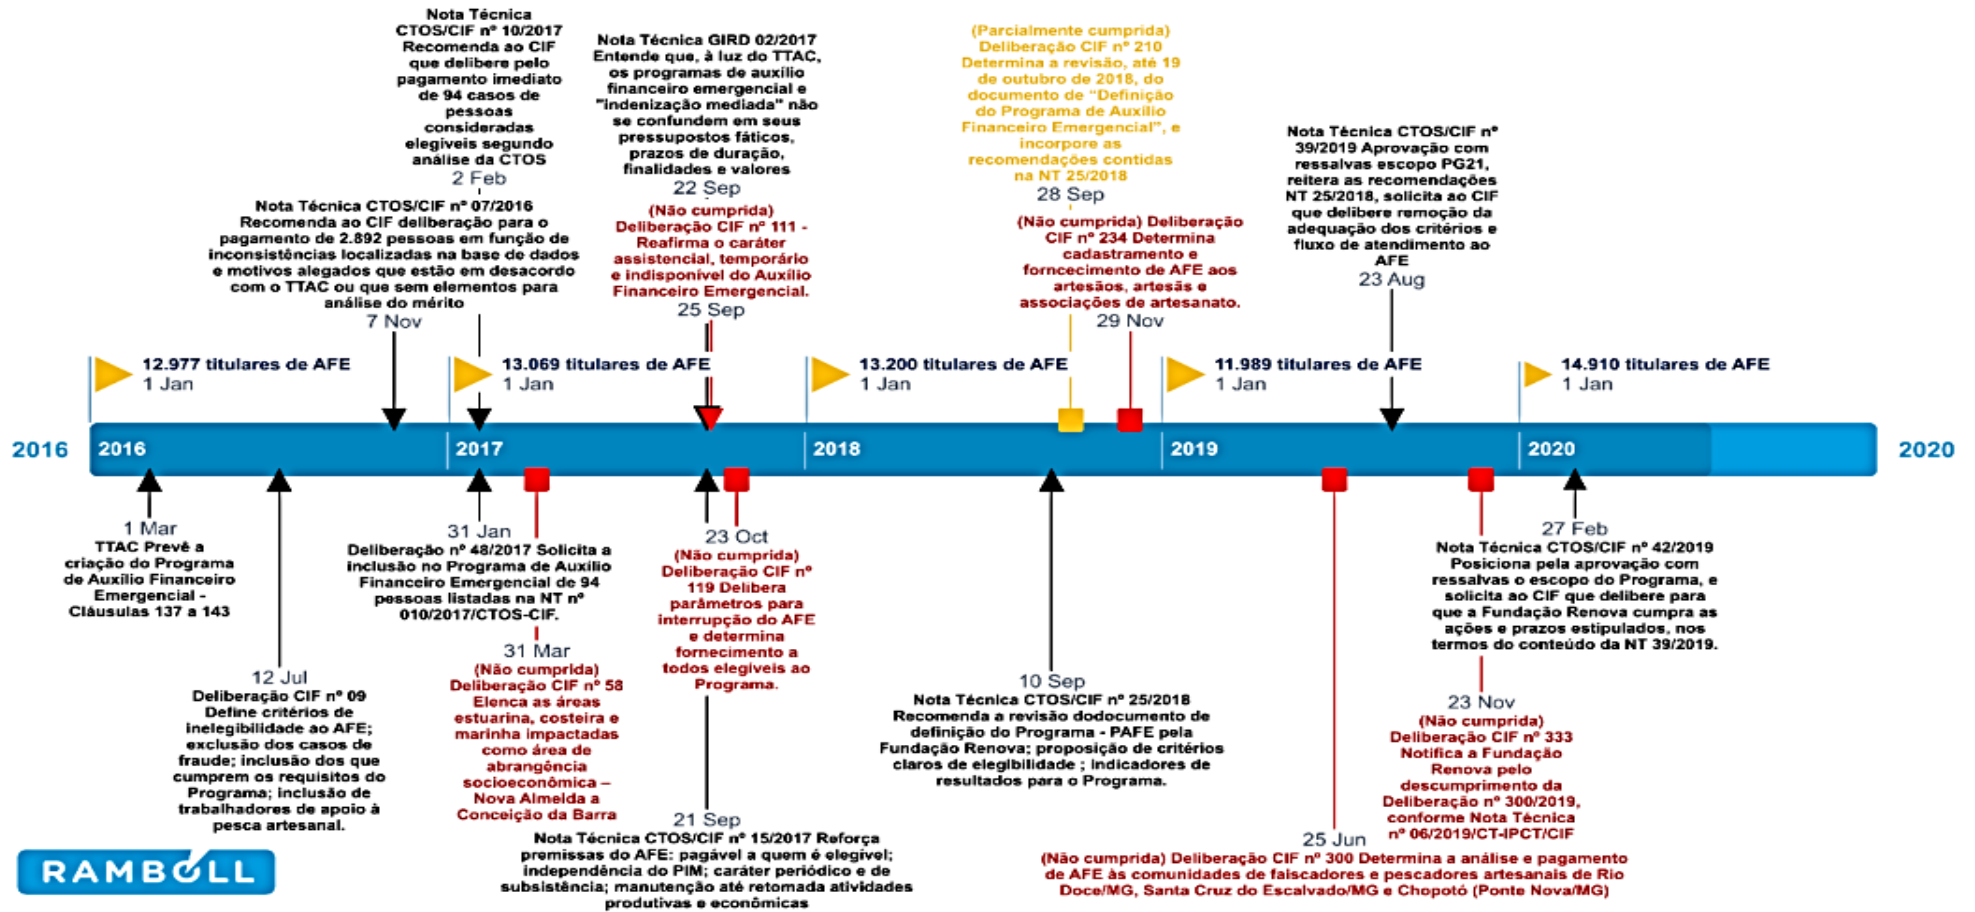 Nota Técnica
CTOS/CIF nº 10/2017
Recomenda ao CIF
que delibere pelo
pagamento imediato
de 94 casos de
pessoas
consideradas
elegíveis segundo
análise da CTOS
2 Feb
Nota Técnica GIRD 02/2017
Entende que, à luz do TTAC,
os programas de auxílio
financeiro emergencial e
"indenização mediada" não
se confundem em seus
pressupostos fáticos,
prazos de duração,
finalidades e valores
22 Sep
(Não cumprida)
Deliberação CIF nº 111 -
Reafirma o caráter
assistencial, temporário
e indisponível do Auxílio
Financeiro Emergencial.
25 Sep
(Parcialmente cumprida)
Deliberação CIF nº 210
Determina a revisão, até 19
de outubro de 2018, do
documento de "Definição
do Programa de Auxílio
Financeiro Emergencial", e
incorpore as
recomendações contidas
na NT 25/2018
28 Sep
(Não cumprida) Deliberação
CIF nº 234 Determina
cadastramento e
forncecimento de AFE aos
artesãos, artesãs e
associações de artesanato.
29 Nov
Nota Técnica CTOS/CIF nº
39/2019 Aprovação com
ressalvas escopo PG21,
reitera as recomendações
NT 25/2018, solicita ao CIF
que delibere remoção da
adequação dos critérios e
fluxo de atendimento ao
AFE
23 Aug
Nota Técnica CTOS/CIF nº 07/2016
Recomenda ao CIF deliberação para o
pagamento de 2.892 pessoas em função de
inconsistências localizadas na base de dados
e motivos alegados que estão em desacordo
com o TTAC ou que sem elementos para
análise do mérito
7 Nov
12.977 titulares de AFE
1 Jan
13.069 titulares de AFE
1 Jan
13.200 titulares de AFE
1 Jan
11.989 titulares de AFE
1 Jan
14.910 titulares de AFE
1 Jan
2016 2016 2017 2018 2019 2020 2020
1 Mar
TTAC Prevê a
criação do Programa
de Auxílio Financeiro
Emergencial -
Cláusulas 137 a 143
12 Jul
Deliberação CIF nº 09
Define critérios de
inelegibilidade ao AFE;
exclusão dos casos de
fraude; inclusão dos que
cumprem os requisitos do
Programa; inclusão de
trabalhadores de apoio à
pesca artesanal.
31 Jan
Deliberação nº 48/2017 Solicita a
inclusão no Programa de Auxílio
Financeiro Emergencial de 94
pessoas listadas na NT nº
010/2017/CTOS-CIF.
31 Mar
(Não cumprida)
Deliberação CIF nº 58
Elenca as áreas
estuarina, costeira e
marinha impactadas
como área de
abrangência
socioeconômica –
Nova Almeida a
Conceição da Barra
23 Oct
(Não cumprida)
Deliberação CIF nº
119 Delibera
parâmetros para
interrupção do AFE
e determina
fornecimento a
todos elegíveis ao
Programa.
21 Sep
Nota Técnica CTOS/CIF nº 15/2017 Reforça
premissas do AFE: pagável a quem é elegível;
independência do PIM; caráter periódico e de
subsistência; manutenção até retomada atividades
produtivas e econômicas
10 Sep
Nota Técnica CTOS/CIF nº 25/2018
Recomenda a revisão dodocumento de
definição do Programa - PAFE pela
Fundação Renova; proposição de critérios
claros de elegibilidade ; indicadores de
resultados para o Programa.
27 Feb
Nota Técnica CTOS/CIF nº 42/2019
Posiciona pela aprovação com
ressalvas o escopo do Programa, e
solicita ao CIF que delibere para
que a Fundação Renova cumpra as
ações e prazos estipulados, nos
termos do conteúdo da NT 39/2019.
23 Nov
(Não cumprida)
Deliberação CIF nº 333
Notifica a Fundação
Renova pelo
descumprimento da
Deliberação nº 300/2019,
conforme Nota Técnica
nº 06/2019/CT-IPCT/CIF
25 Jun
(Não cumprida) Deliberação CIF nº 300 Determina a análise e pagamento
de AFE às comunidades de faiscadores e pescadores artesanais de Rio
Doce/MG, Santa Cruz do Escalvado/MG e Chopotó (Ponte Nova/MG)
RAMBOLL